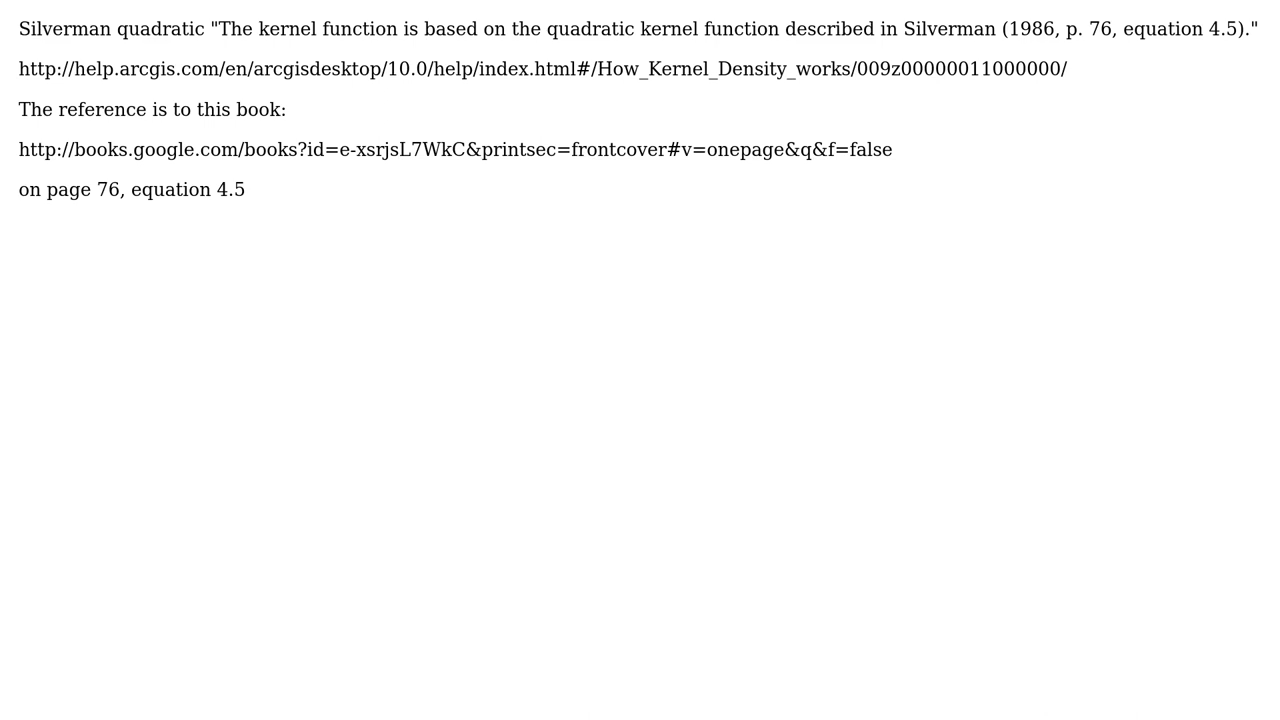 Silverman quadratic "The kernel function is based on the quadratic kernel function described in Silverman (1986, p. 76, equation 4.5)."
http://help.arcgis.com/en/arcgisdesktop/10.0/help/index.html#/How_Kernel_Density_works/009z00000011000000/
The reference is to this book:
http://books.google.com/books?id=e-xsrjsL7WkC&printsec=frontcover#v=onepage&q&f=false
on page 76, equation 4.5